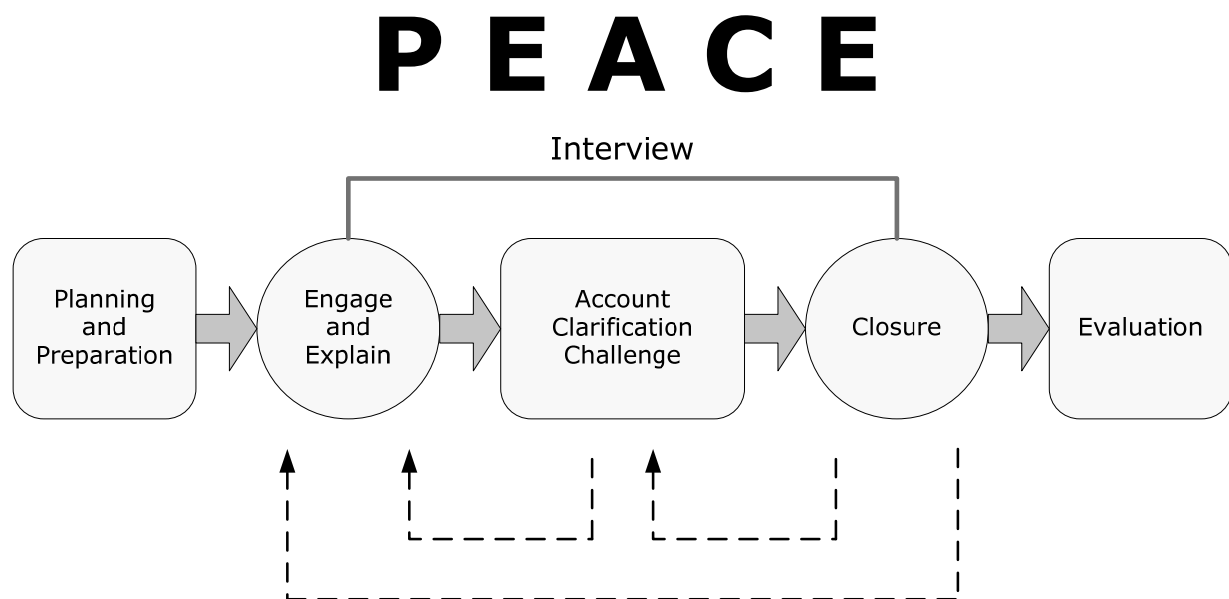 P E A C E
Interview
Planning
and
Preparation
Engage
and
Explain
Account
Clarification
Challenge
Closure
Evaluation